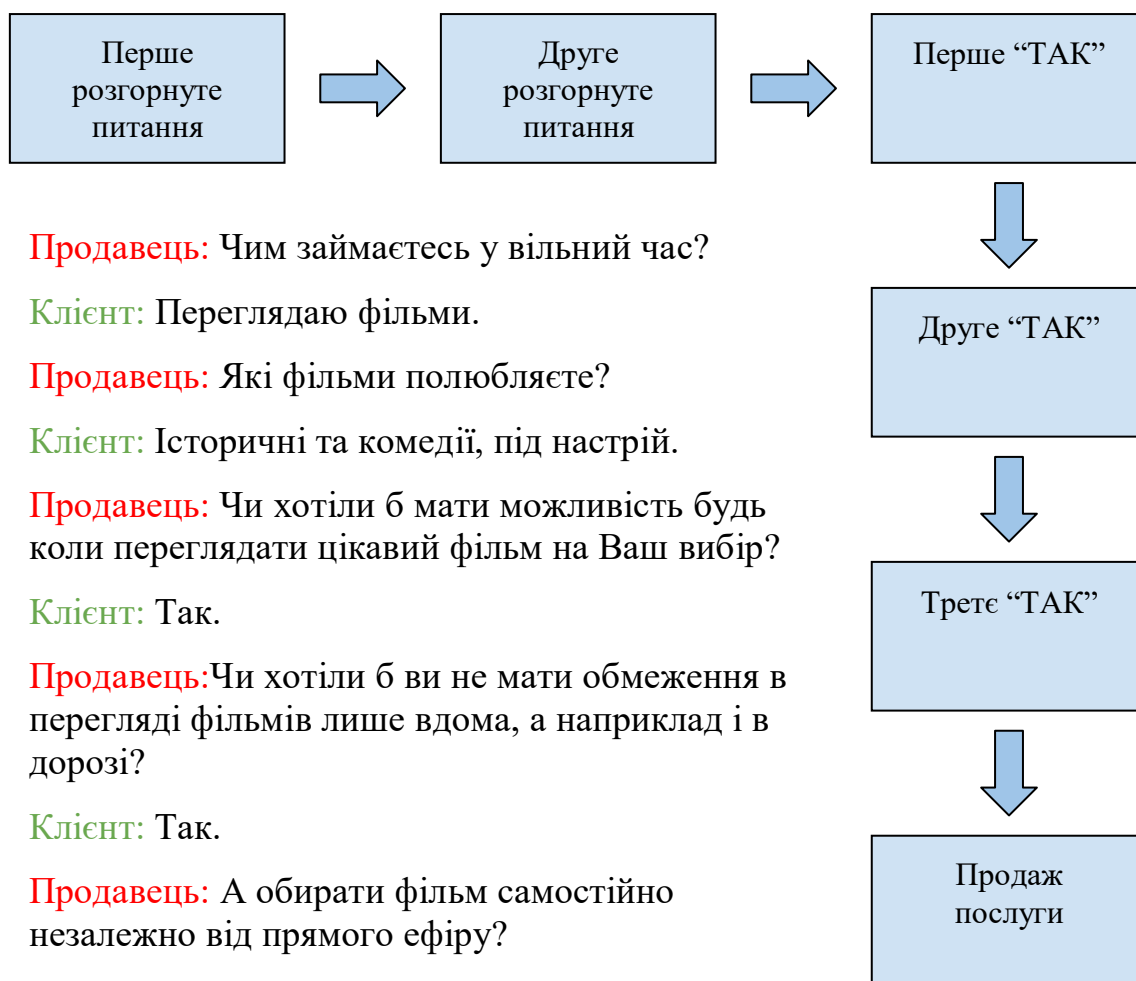 Перше
розгорнуте
питання
Друге
розгорнуте
питання
Перше “ТАК”
Продавець: Чим займаєтесь у вільний час?
Клієнт: Переглядаю фільми.
Продавець: Які фільми полюбляєте?
Клієнт: Історичні та комедії, під настрій.
Продавець: Чи хотіли б мати можливість будь
коли переглядати цікавий фільм на Ваш вибір?
Клієнт: Так.
Продавець:Чи хотіли б ви не мати обмеження в
перегляді фільмів лише вдома, а наприклад і в
дорозі?
Клієнт: Так.
Продавець: А обирати фільм самостійно
незалежно від прямого ефіру?
Друге “ТАК”
Третє “ТАК”
Продаж
послуги